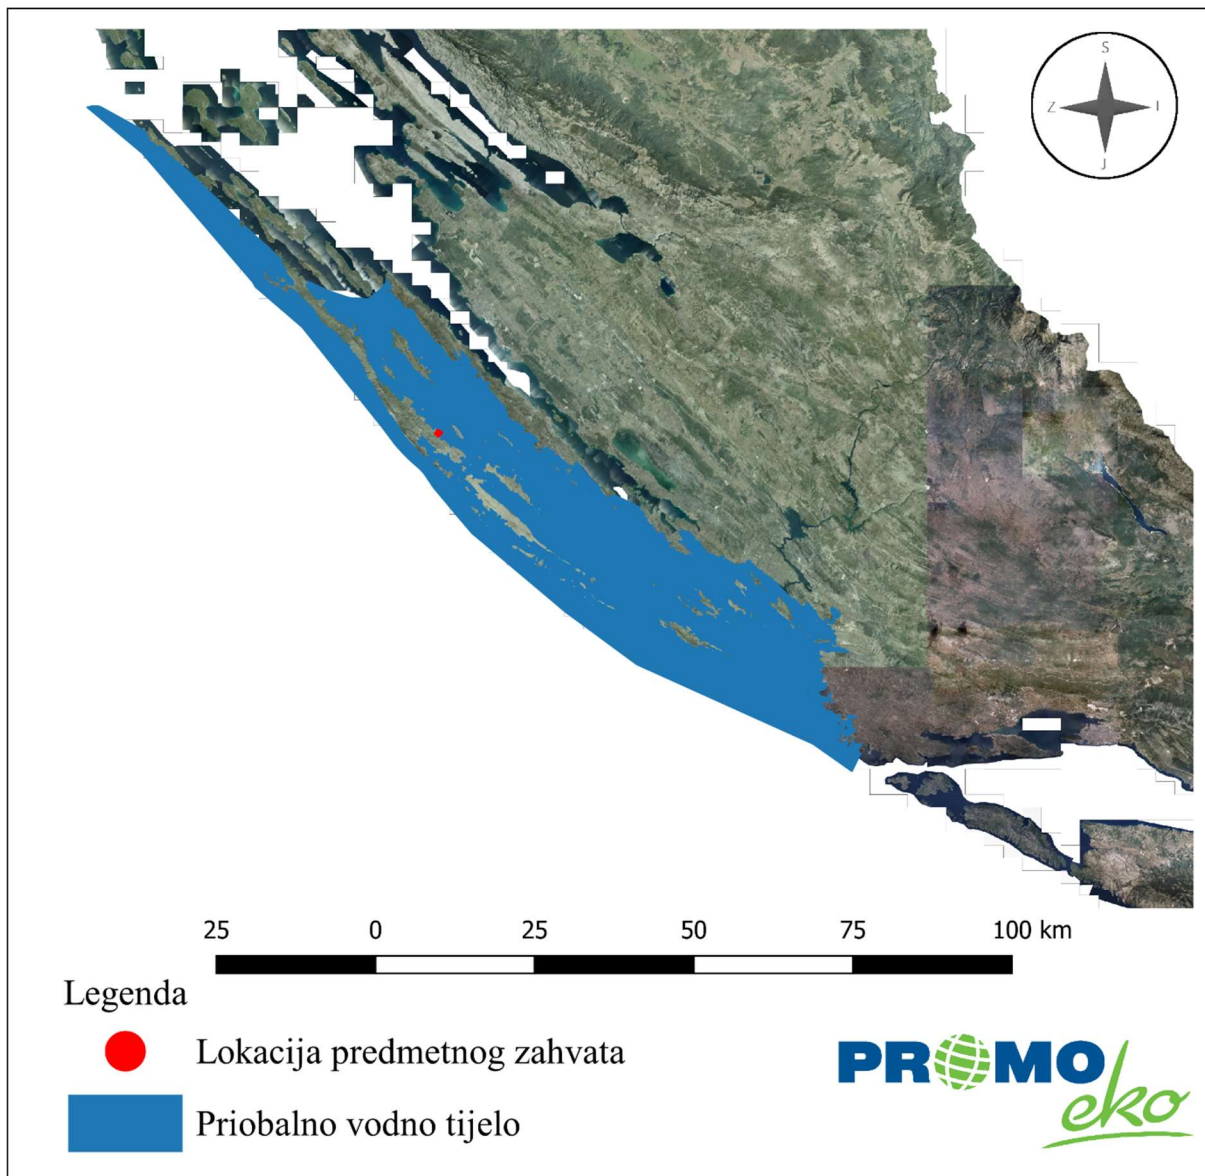 S
Z I
J
25 0 25 50 75 100 km
Legenda
Lokacija predmetnog zahvata
Priobalno vodno tijelo
PROMO
eko